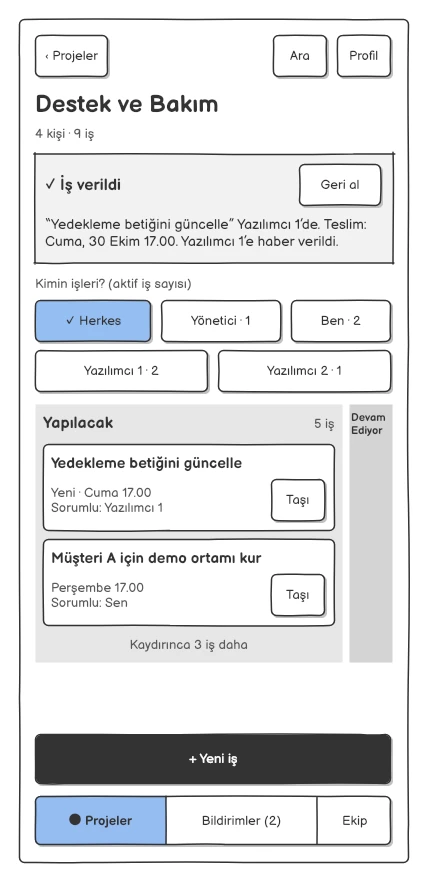 ‹ Projeler
Ara
Profil
Destek ve Bakım
4 kişi · 9 iş
✓ İş verildi
Geri al
“Yedekleme betiğini güncelle” Yazılımcı 1’de. Teslim:
Cuma, 30 Ekim 17.00. Yazılımcı 1’e haber verildi.
Kimin işleri? (aktif iş sayısı)
✓ Herkes
Yönetici · 1
Ben · 2
Yazılımcı 1 · 2
Yazılımcı 2 · 1
Yapılacak
5 iş
Yedekleme betiğini güncelle
Yeni · Cuma 17.00
Sorumlu: Yazılımcı 1
Taşı
Müşteri A için demo ortamı kur
Perşembe 17.00
Sorumlu: Sen
Taşı
Kaydırınca 3 iş daha
Devam
Ediyor
+ Yeni iş
● Projeler
Bildirimler (2)
Ekip